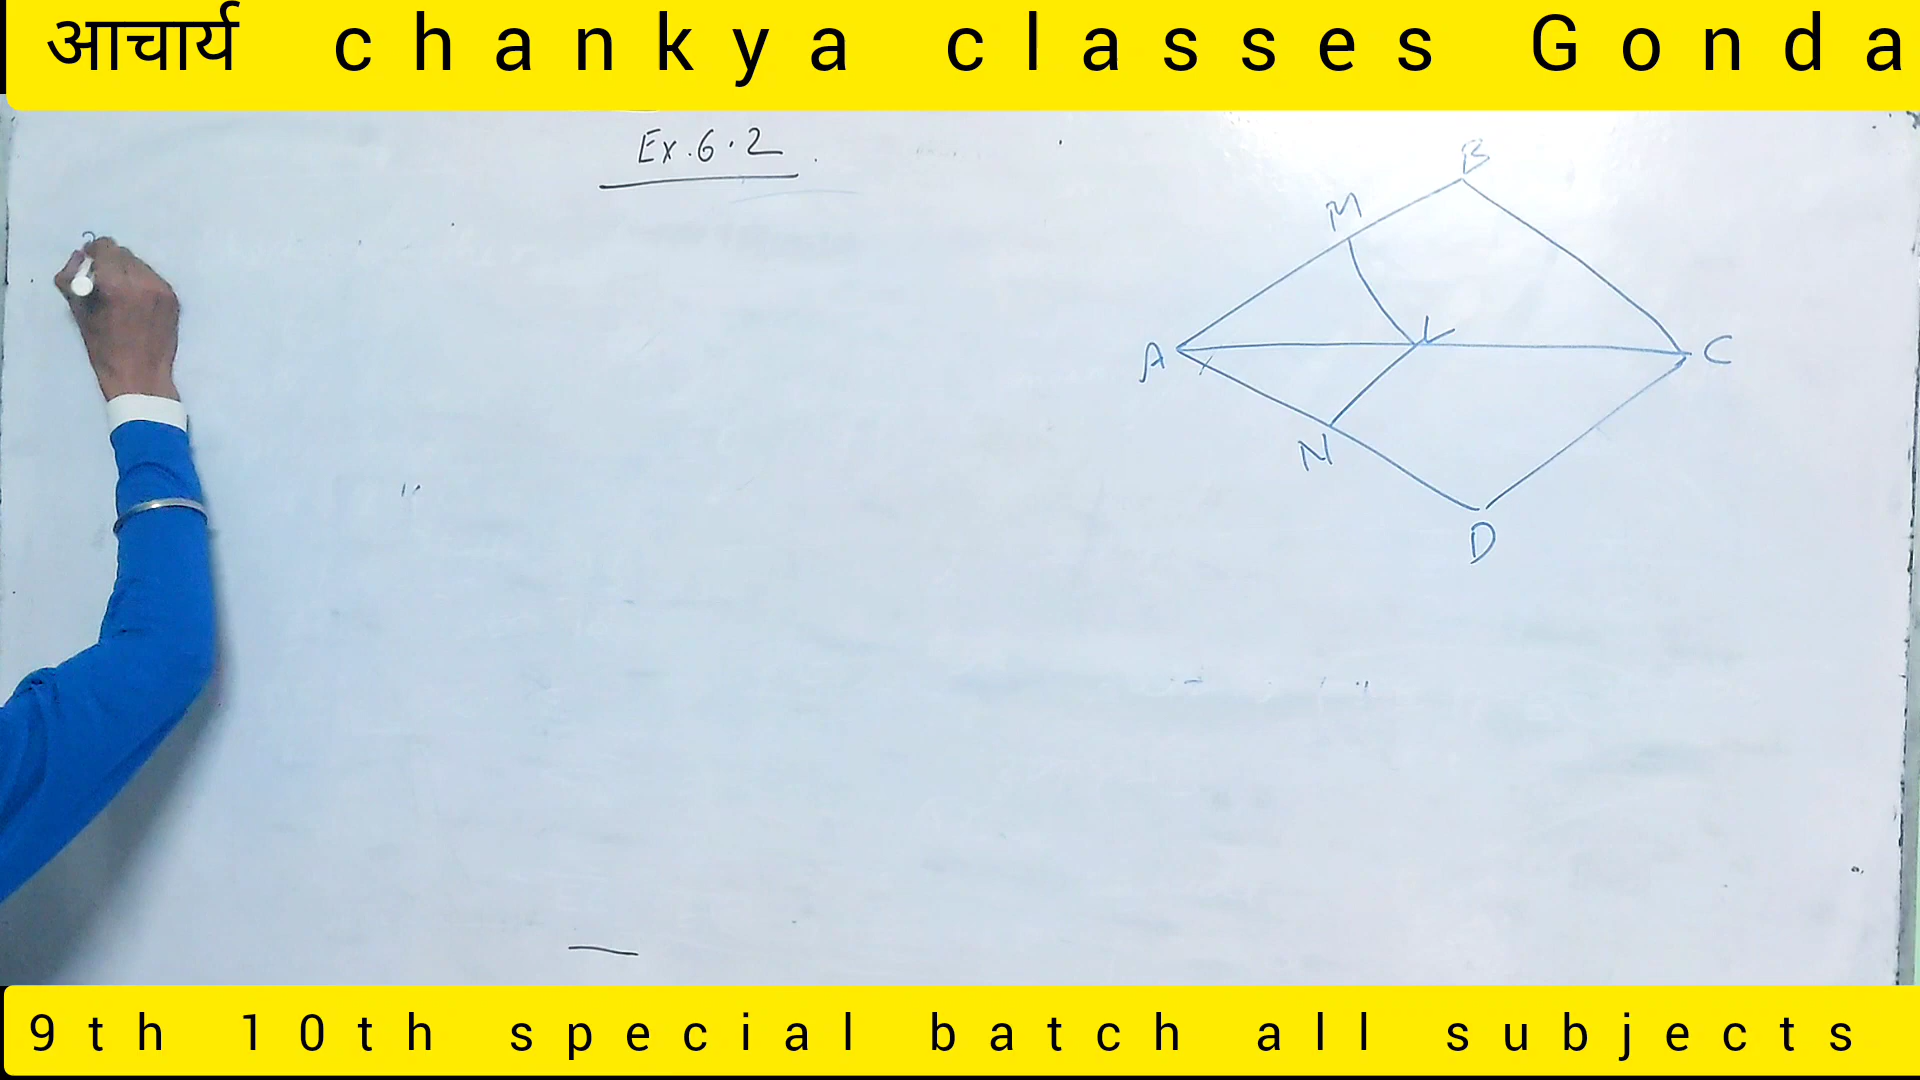 आचार्य chankya classes Gonda
Ex. 6.2
B
M
A
L
C
N
D
9th 10th special batch all subjects